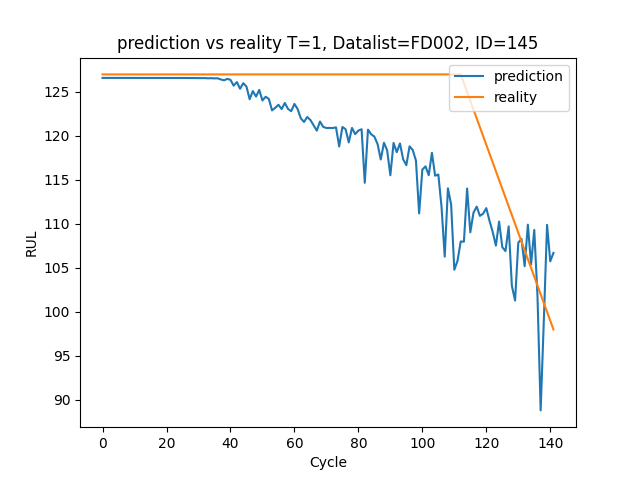 prediction vs reality T=1, Datalist=FD002, ID=145
prediction
reality
RUL
125
120
115
110
105
100
95
90
0 20 40 60 80 100 120 140
Cycle